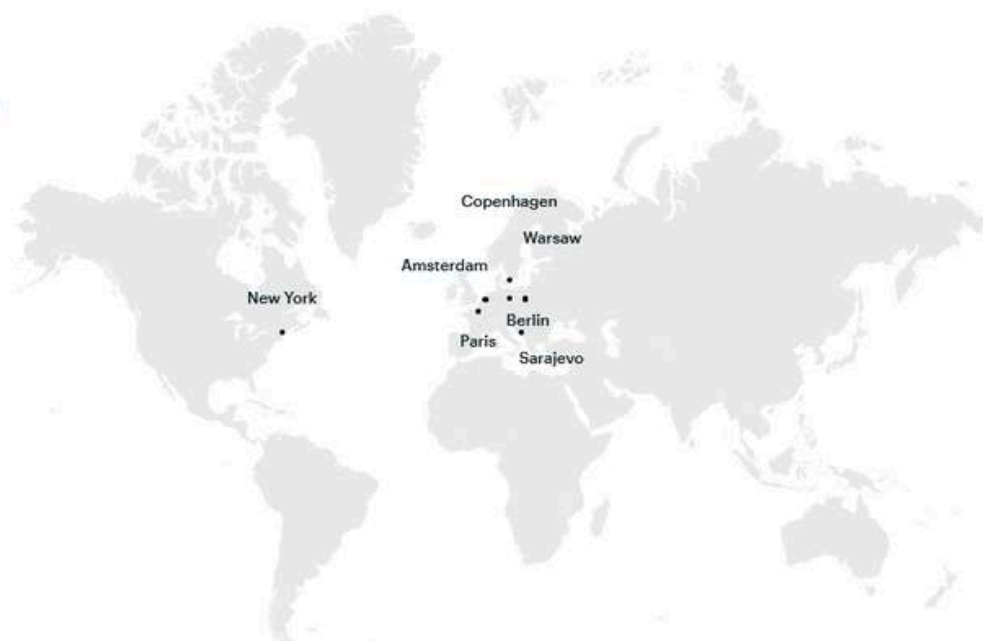 Copenhagen
Warsaw
Amsterdam
New York
Berlin
Paris
Sarajevo